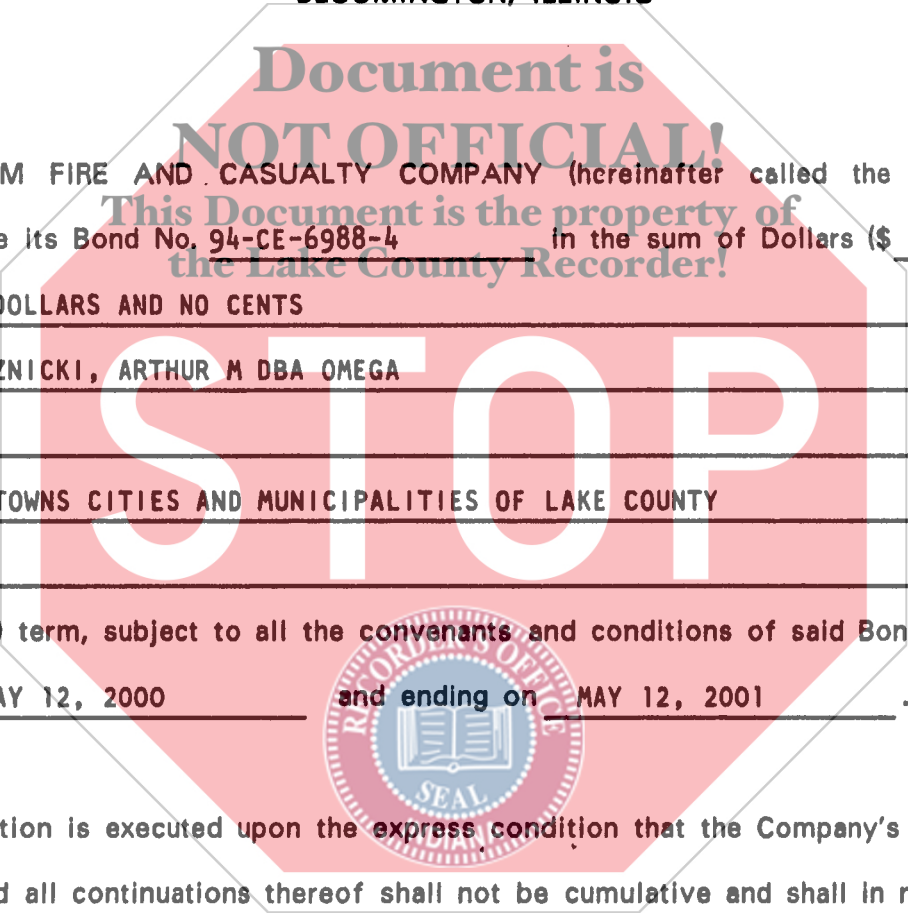 BLOOMINGTON, ILLINOIS
Document is
NOT OFFICIAL!
M FIRE AND CASUALTY COMPANY (hereinafter called the
This Document is the property of
e its Bond No. 94-CE-6988-4 in the sum of Dollars ($
the Lake County Recorder!
DOLLARS AND NO CENTS
ZNICKI, ARTHUR M DBA OMEGA
STOP
TOWNS CITIES AND MUNICIPALITIES OF LAKE COUNTY
) term, subject to all the convenants and conditions of said Bon
AY 12, 2000 and ending on MAY 12, 2001 .
RECORDER'S OFFICE
SEAL
INDIANA
tion is executed upon the express condition that the Company's
d all continuations thereof shall not be cumulative and shall in